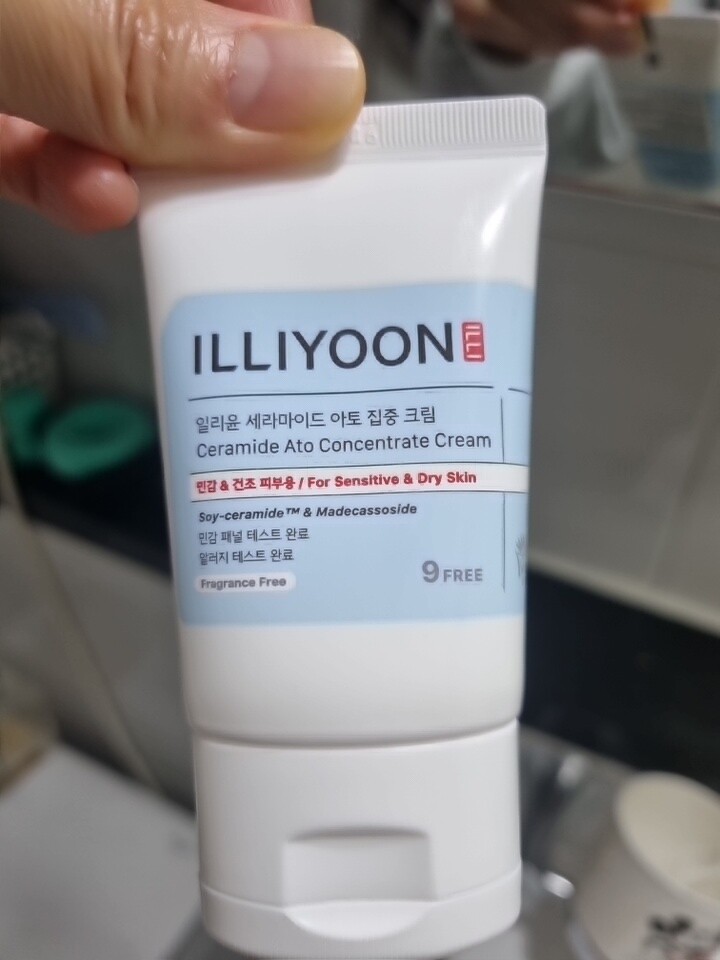 ILLIYOON ILLI
일리윤 세라마이드 아토 집중 크림
Ceramide Ato Concentrate Cream
민감 & 건조 피부용 / For Sensitive & Dry Skin
Soy-ceramide™ & Madecassoside
민감 패널 테스트 완료
알러지 테스트 완료
Fragrance Free
9 FREE